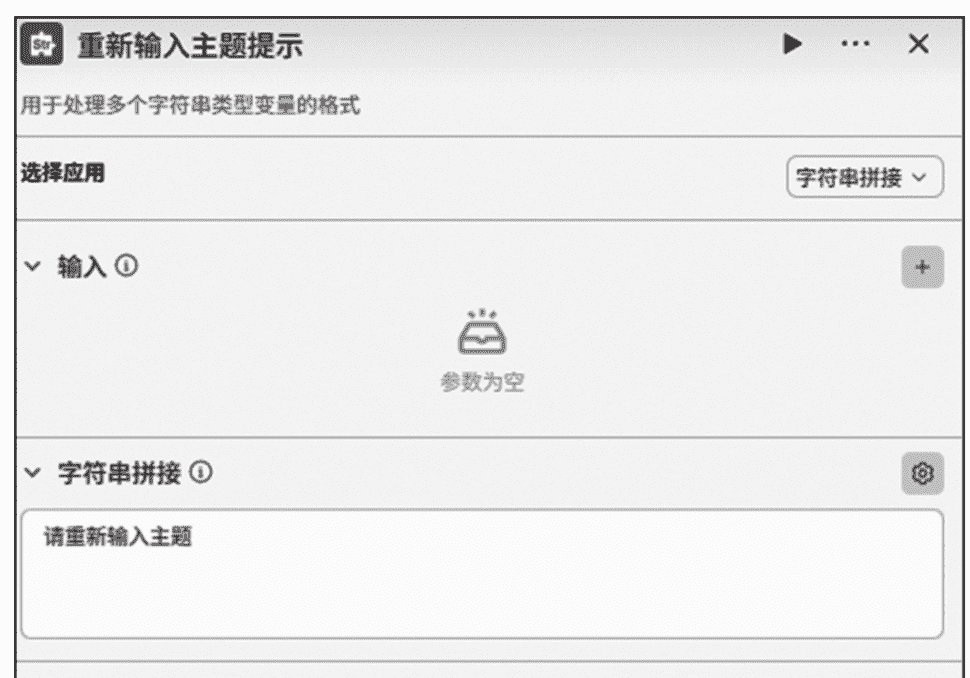 Str 重新输入主题提示
用于处理多个字符串类型变量的格式
选择应用 字符串拼接
输入
参数为空
字符串拼接
请重新输入主题